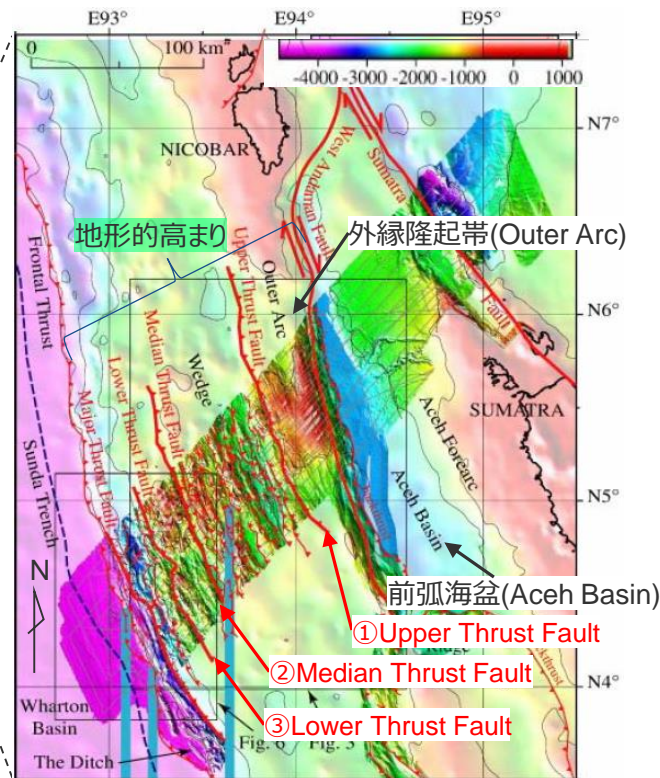 E93° E94° E95°
0 100 km
-4000 -3000 -2000 -1000 0 1000
N7°
NICOBAR
West Andaman Fault
Sumatra
Fault
地形的高まり
外縁隆起帯(Outer Arc)
Frontal Thrust
Upper Thrust Fault
Outer Arc
N6°
Median Thrust Fault
Wedge
Lower Thrust Fault
Major Thrust Fault
SUMATRA
Aceh Forearc
Sunda Trench
Aceh Basin
N5°
N
前弧海盆(Aceh Basin)
①Upper Thrust Fault
②Median Thrust Fault
N4°
③Lower Thrust Fault
Wharton
Basin
The Ditch
Fig. 6